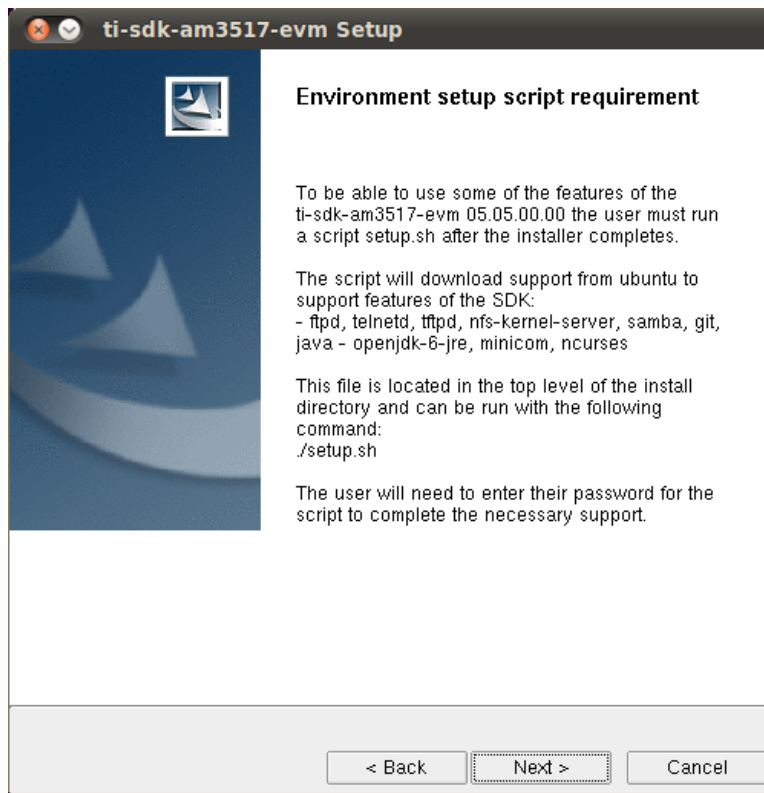 ti-sdk-am3517-evm Setup
Environment setup script requirement
To be able to use some of the features of the
ti-sdk-am3517-evm 05.05.00.00 the user must run
a script setup.sh after the installer completes.
The script will download support from ubuntu to
support features of the SDK:
- ftpd, telnetd, tftpd, nfs-kernel-server, samba, git,
java - openjdk-6-jre, minicom, ncurses
This file is located in the top level of the install
directory and can be run with the following
command:
./setup.sh
The user will need to enter their password for the
script to complete the necessary support.
< Back Next > Cancel